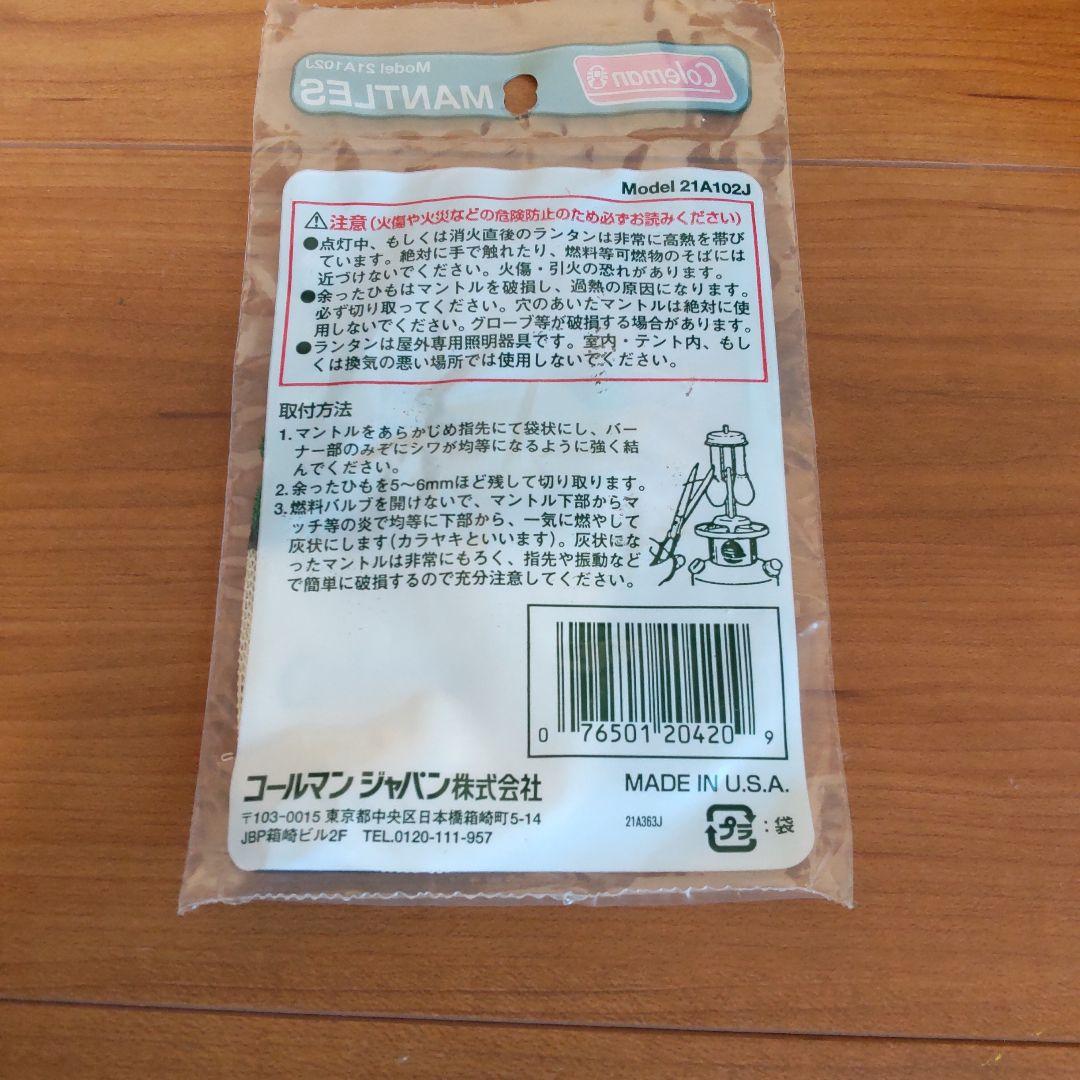 Coleman
Model 21A102J
MANTLES
Model 21A102J
注意(火傷や火災などの危険防止のため必ずお読みください)
●点灯中、もしくは消火直後のランタンは非常に高熱を帯び
ています。絶対に手で触れたり、燃料等可燃物のそばには
近づけないでください。火傷・引火の恐れがあります。
●余ったひもはマントルを破損し、過熱の原因になります。
必ず切り取ってください。穴のあいたマントルは絶対に使
用しないでください。グローブ等が破損する場合があります。
●ランタンは屋外専用照明器具です。室内・テント内、もし
くは換気の悪い場所では使用しないでください。
取付方法
1.マントルをあらかじめ指先にて袋状にし、バー
ナー部のみぞにシワが均等になるように強く結
んでください。
2.余ったひもを5〜6mmほど残して切り取ります。
3.燃料バルブを開けないで、マントル下部からマ
ッチ等の炎で均等に下部から、一気に燃やして
灰状にします(カラヤキといいます)。灰状にな
ったマントルは非常にもろく、指先や振動など
で簡単に破損するので充分注意してください。
0 76501 20420 9
コールマン ジャパン株式会社
MADE IN U.S.A.
〒103-0015 東京都中央区日本橋箱崎町5-14
JBP箱崎ビル2F TEL.0120-111-957
21A363J
プラ:袋